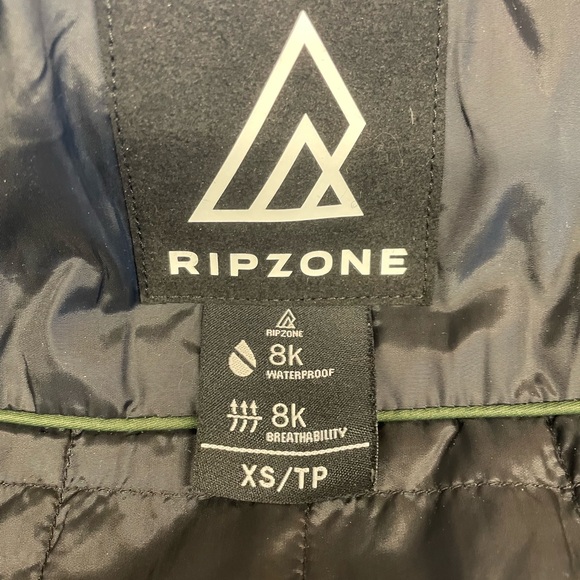 RIPZONE
RIPZONE
8k
WATERPROOF
8k
BREATHABILITY
XS/TP